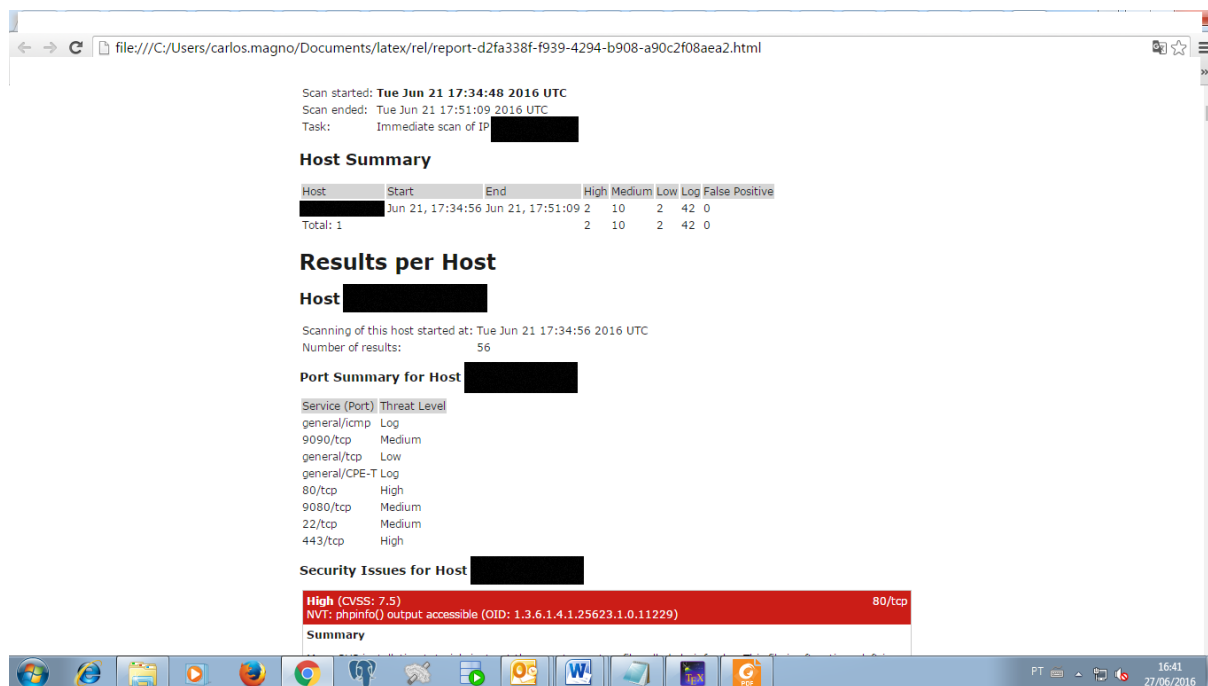 file:///C:/Users/carlos.magno/Documents/latex/rel/report-d2fa338f-f939-4294-b908-a90c2f08aea2.html
Scan started: Tue Jun 21 17:34:48 2016 UTC
Scan ended: Tue Jun 21 17:51:09 2016 UTC
Task: Immediate scan of IP
Host Summary
Host Start End High Medium Low Log False Positive
Jun 21, 17:34:56 Jun 21, 17:51:09 2 10 2 42 0
Total: 1 2 10 2 42 0
Results per Host
Host
Scanning of this host started at: Tue Jun 21 17:34:56 2016 UTC
Number of results: 56
Port Summary for Host
Service (Port) Threat Level
general/icmp Log
9090/tcp Medium
general/tcp Low
general/CPE-T Log
80/tcp High
9080/tcp Medium
22/tcp Medium
443/tcp High
Security Issues for Host
High (CVSS: 7.5) 80/tcp
NVT: phpinfo() output accessible (OID: 1.3.6.1.4.1.25623.1.0.11229)
Summary
PT
16:41
27/06/2016